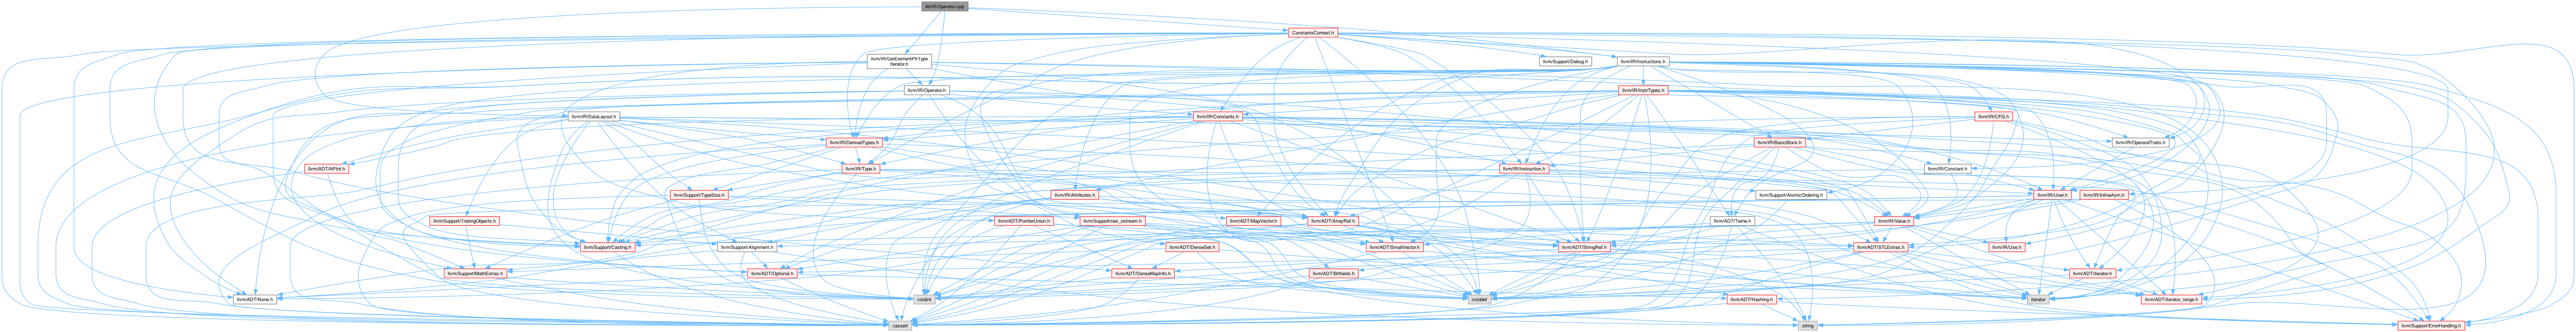 lib/IR/Operator.cpp
ConstantsContext.h
llvm/IR/GetElementPtrType
Iterator.h
llvm/Support/Debug.h
llvm/IR/Instructions.h
llvm/IR/Operator.h
llvm/IR/InstrTypes.h
llvm/IR/DataLayout.h
llvm/IR/Constants.h
llvm/IR/CFG.h
llvm/IR/DerivedTypes.h
llvm/IR/BasicBlock.h
llvm/IR/OperandTraits.h
llvm/ADT/APInt.h
llvm/IR/Type.h
llvm/IR/Instruction.h
llvm/IR/Constant.h
llvm/Support/TypeSize.h
llvm/IR/Attributes.h
llvm/Support/AtomicOrdering.h
llvm/IR/User.h
llvm/IR/InlineAsm.h
llvm/Support/TrailingObjects.h
llvm/ADT/PointerUnion.h
llvm/Support/raw_ostream.h
llvm/ADT/MapVector.h
llvm/ADT/ArrayRef.h
llvm/ADT/Twine.h
llvm/IR/Value.h
llvm/Support/Casting.h
llvm/Support/Alignment.h
llvm/ADT/DenseSet.h
llvm/ADT/SmallVector.h
llvm/ADT/StringRef.h
llvm/ADT/STLExtras.h
llvm/IR/Use.h
llvm/Support/MathExtras.h
llvm/ADT/Optional.h
llvm/ADT/DenseMapInfo.h
llvm/ADT/Bitfields.h
llvm/ADT/iterator.h
llvm/ADT/None.h
cstdint
cstddef
llvm/ADT/Hashing.h
iterator
llvm/ADT/iterator_range.h
cassert
string
llvm/Support/ErrorHandling.h